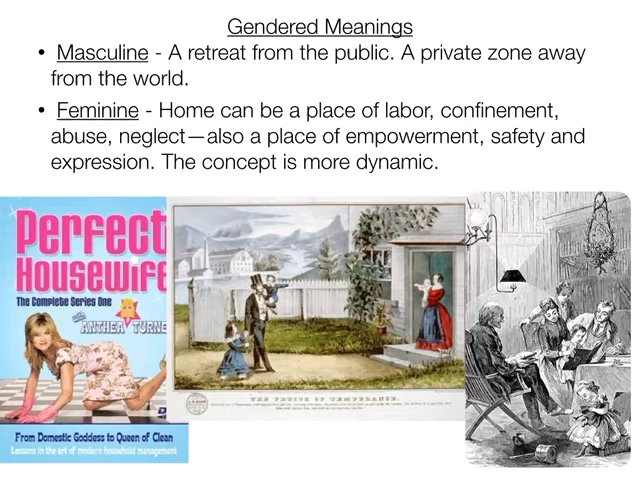 Gendered Meanings
• Masculine - A retreat from the public. A private zone away
from the world.
• Feminine - Home can be a place of labor, confinement,
abuse, neglect—also a place of empowerment, safety and
expression. The concept is more dynamic.
Perfect
Housewife
The Complete Series One
with
ANTHEA TURNE
From Domestic Goddess to Queen of Clean
Lessons in the art of modern household management
THE FRUITS OF TEMPERANCE.